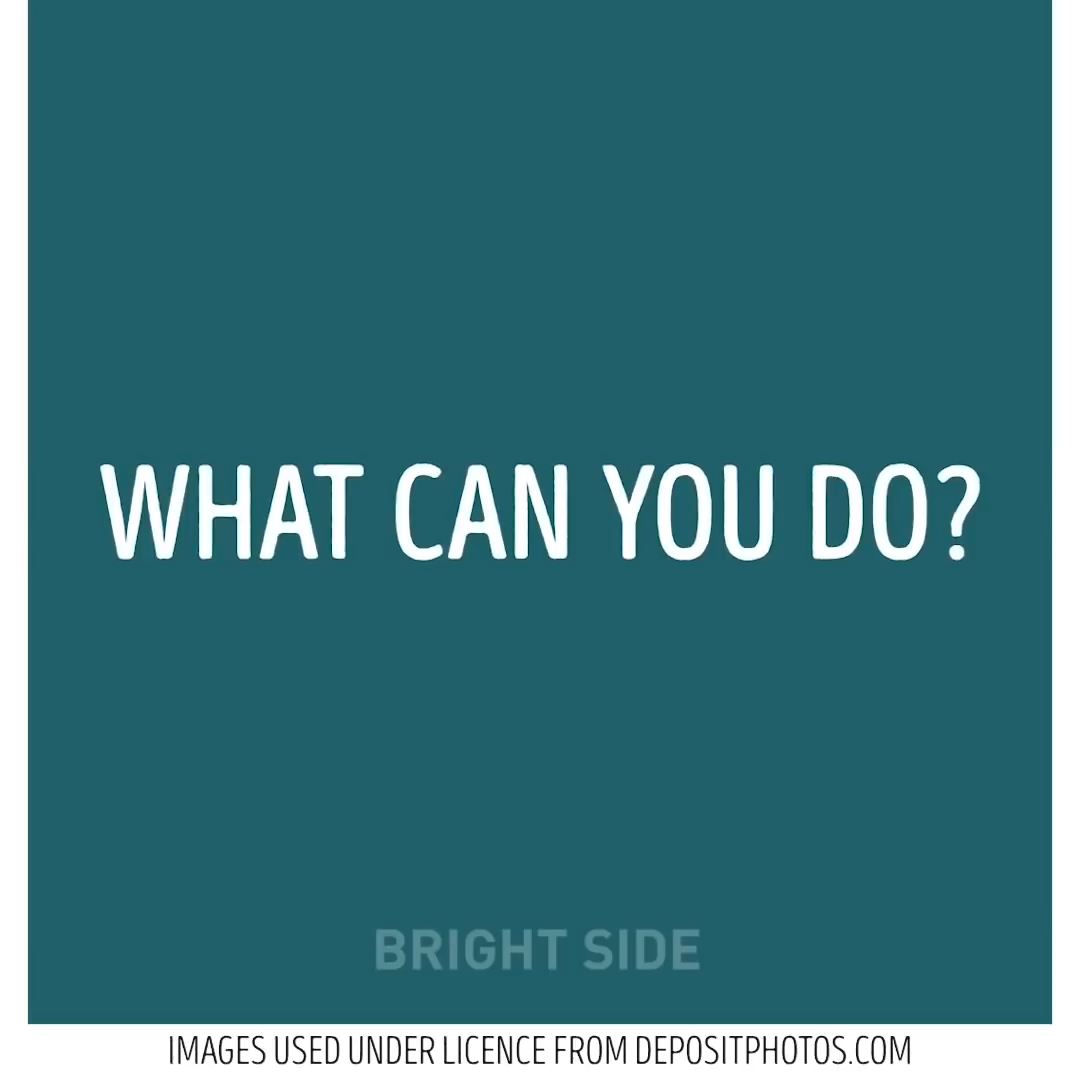 WHAT CAN YOU DO?
BRIGHT SIDE
IMAGES USED UNDER LICENCE FROM DEPOSITPHOTOS.COM